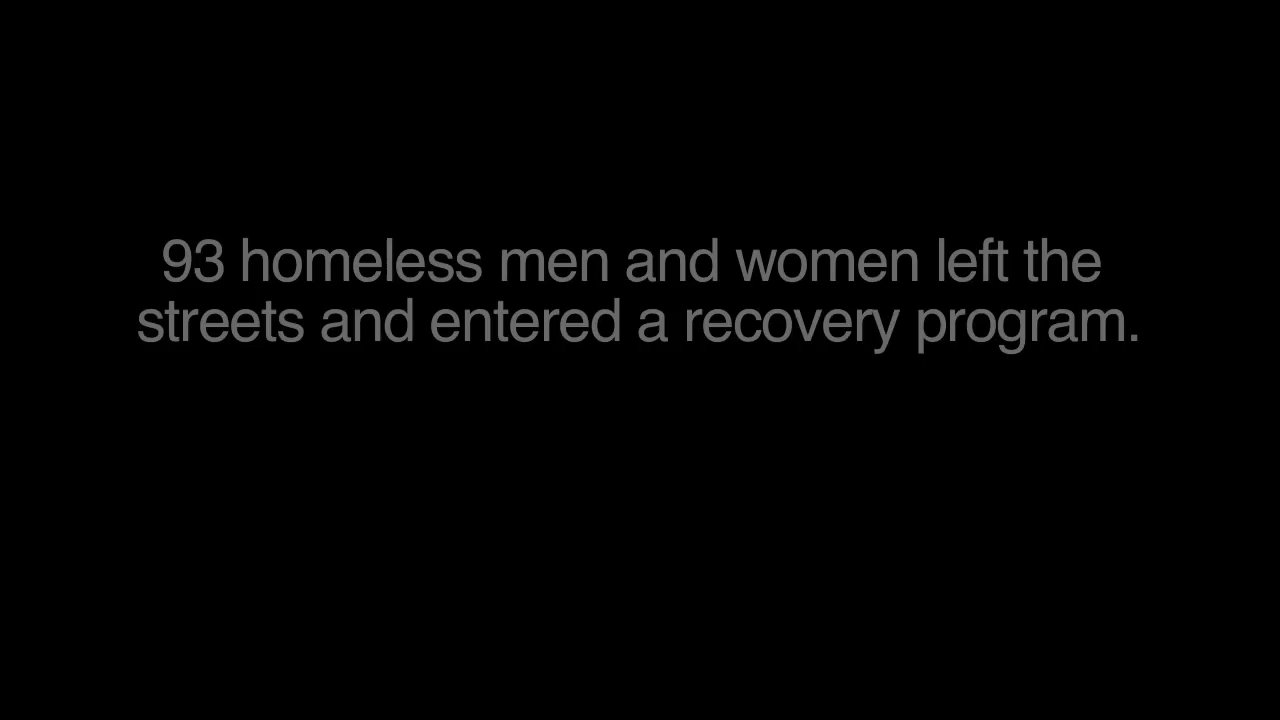 93 homeless men and women left the
streets and entered a recovery program.